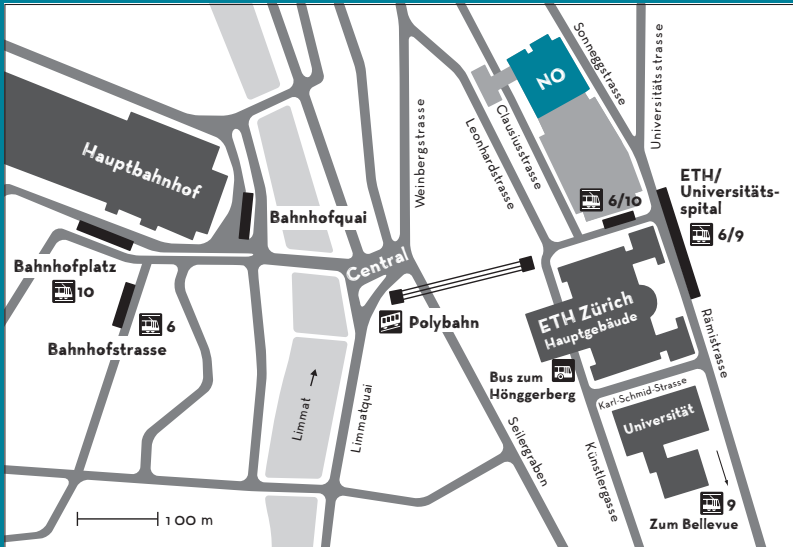 Sonneggstrasse
Universitätsstrasse
NO
Weinbergstrasse
Clausiusstrasse
Leonhardstrasse
Hauptbahnhof
ETH/
Universitäts-
spital
6/9
6/10
Bahnhofquai
Central
Bahnhofplatz
10
6
Bahnhofstrasse
Polybahn
ETH Zürich
Hauptgebäude
Rämistrasse
Bus zum
Hönggerberg
Karl-Schmid-Strasse
Universität
Limmat
Limmatquai
Seilergraben
Künstlergasse
9
Zum Bellevue
100 m